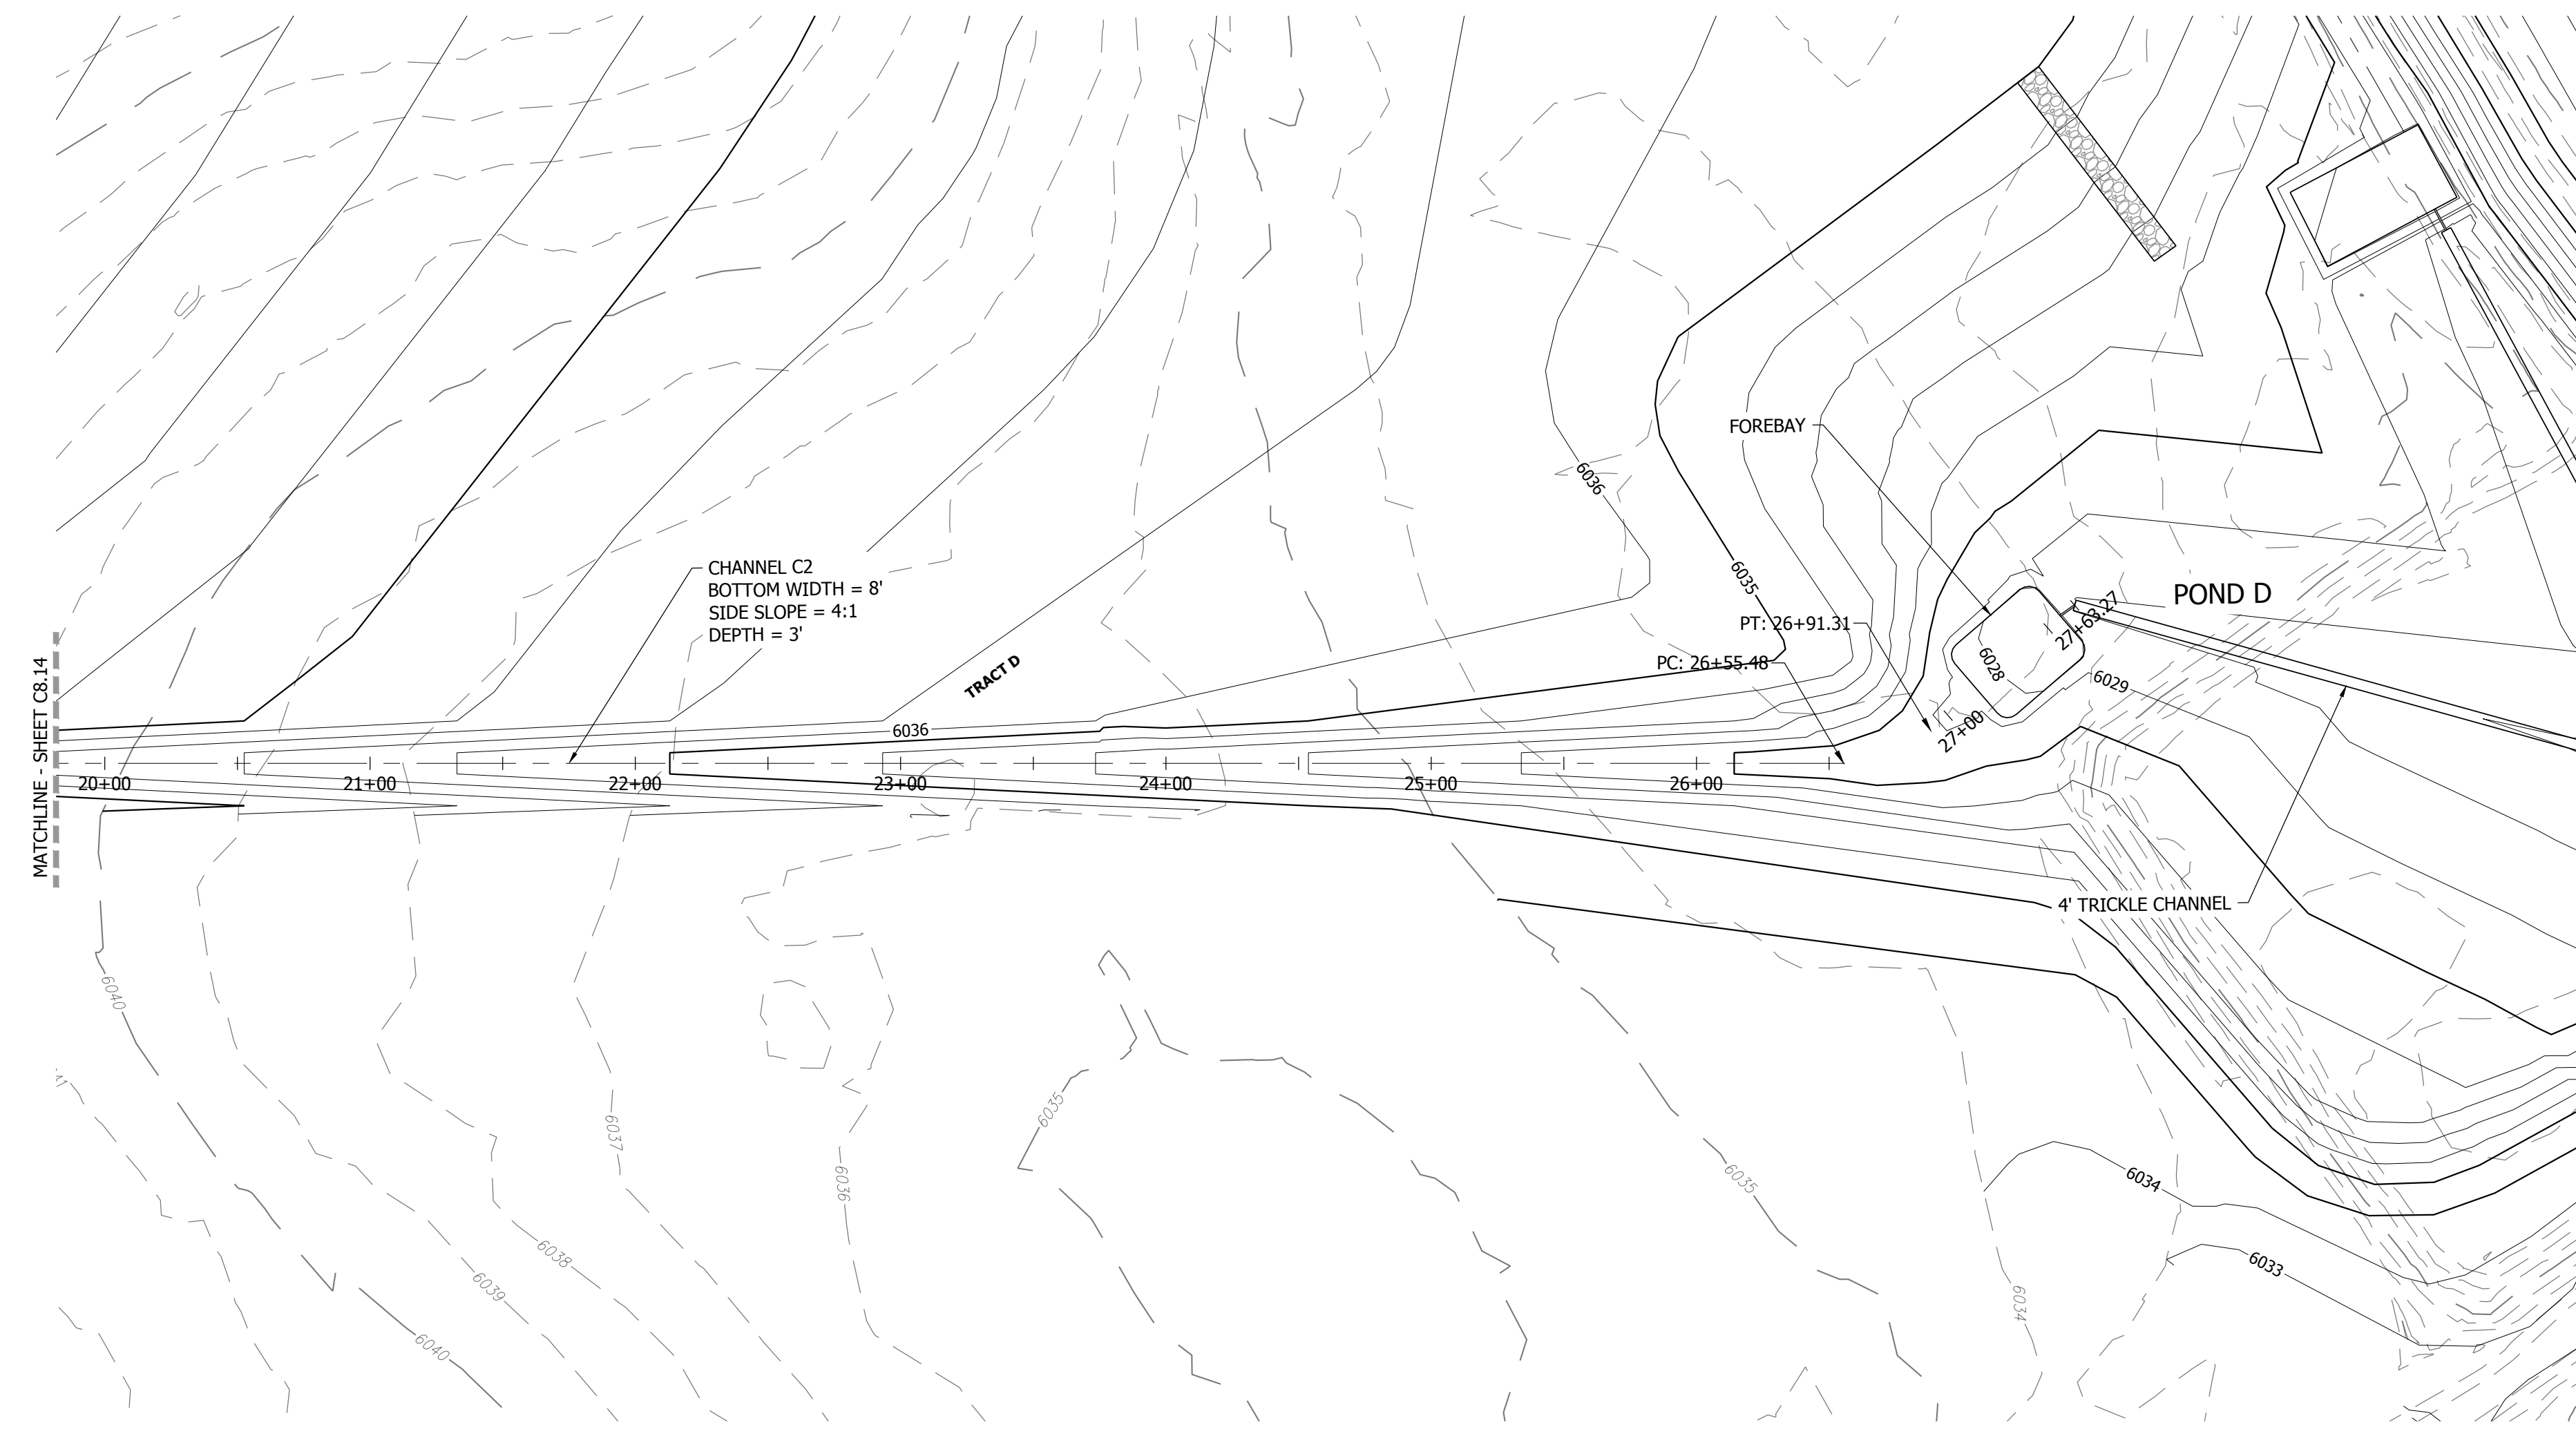 6036
FOREBAY
6035
CHANNEL C2
BOTTOM WIDTH = 8'
SIDE SLOPE = 4:1
DEPTH = 3'
POND D
27+63.27
PT: 26+91.31
PC: 26+55.48
6028
6029
TRACT D
27+00
6036
MATCHLINE - SHEET C8.14
20+00
21+00
22+00
23+00
24+00
25+00
26+00
4' TRICKLE CHANNEL
6040
6035
6037
6036
6035
6034
6038
6039
6033
6034
6040